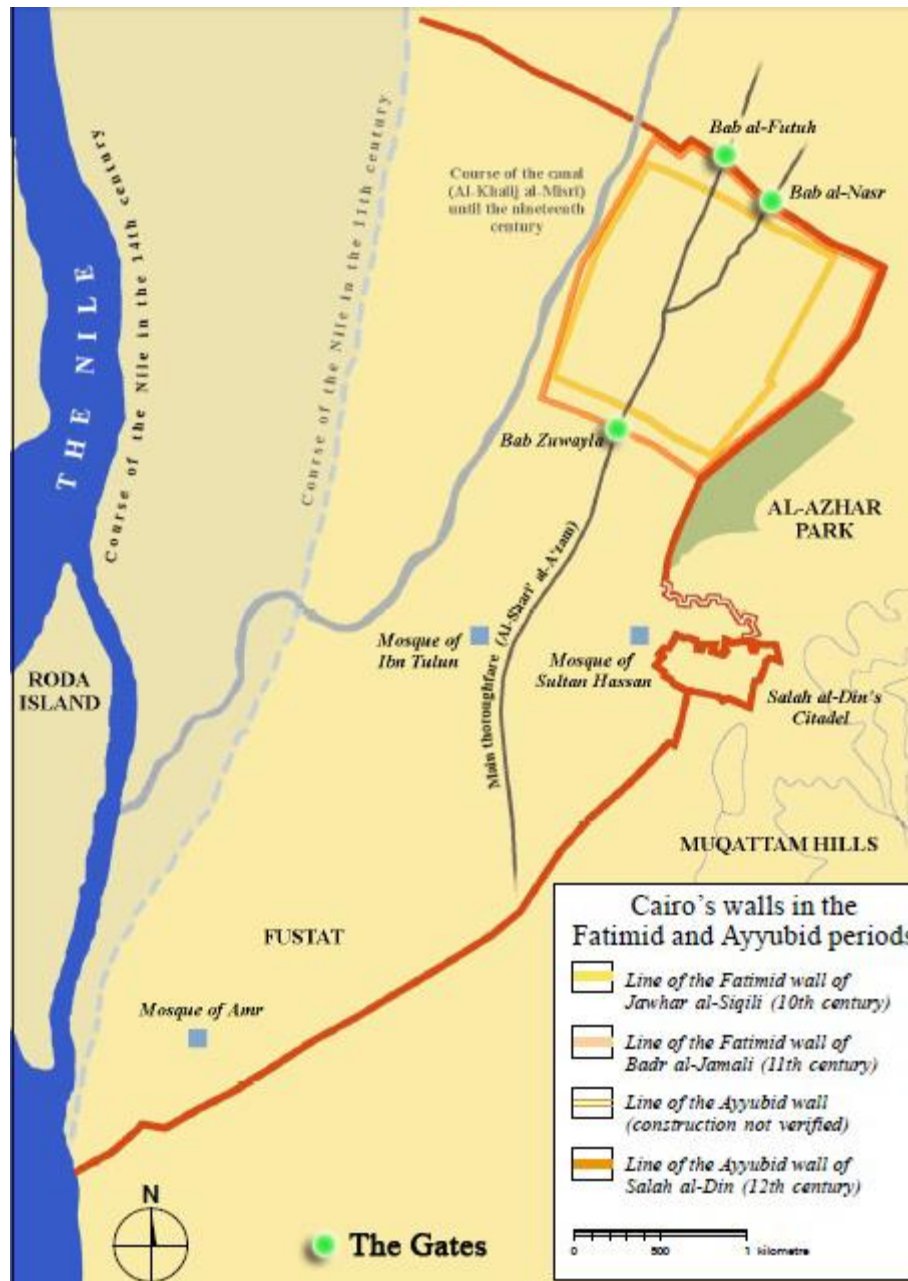 Bab al-Futuh
Bab al-Nasr
Course of the canal
(Al-Khalij al-Misri)
until the nineteenth
century
THE NILE
Course of the Nile in the 14th century
Course of the Nile in the 11th century
Bab Zuwayla
AL-AZHAR
PARK
Main thoroughfare (Al-Shari' al-A'zam)
Mosque of
Ibn Tulun
Mosque of
Sultan Hassan
RODA
ISLAND
Salah al-Din's
Citadel
MUQATTAM HILLS
FUSTAT
Mosque of Amr
Cairo's walls in the
Fatimid and Ayyubid periods
Line of the Fatimid wall of
Jawhar al-Siqili (10th century)
Line of the Fatimid wall of
Badr al-Jamali (11th century)
Line of the Ayyubid wall
(construction not verified)
Line of the Ayyubid wall of
Salah al-Din (12th century)
0 500 1 kilometre
N
The Gates